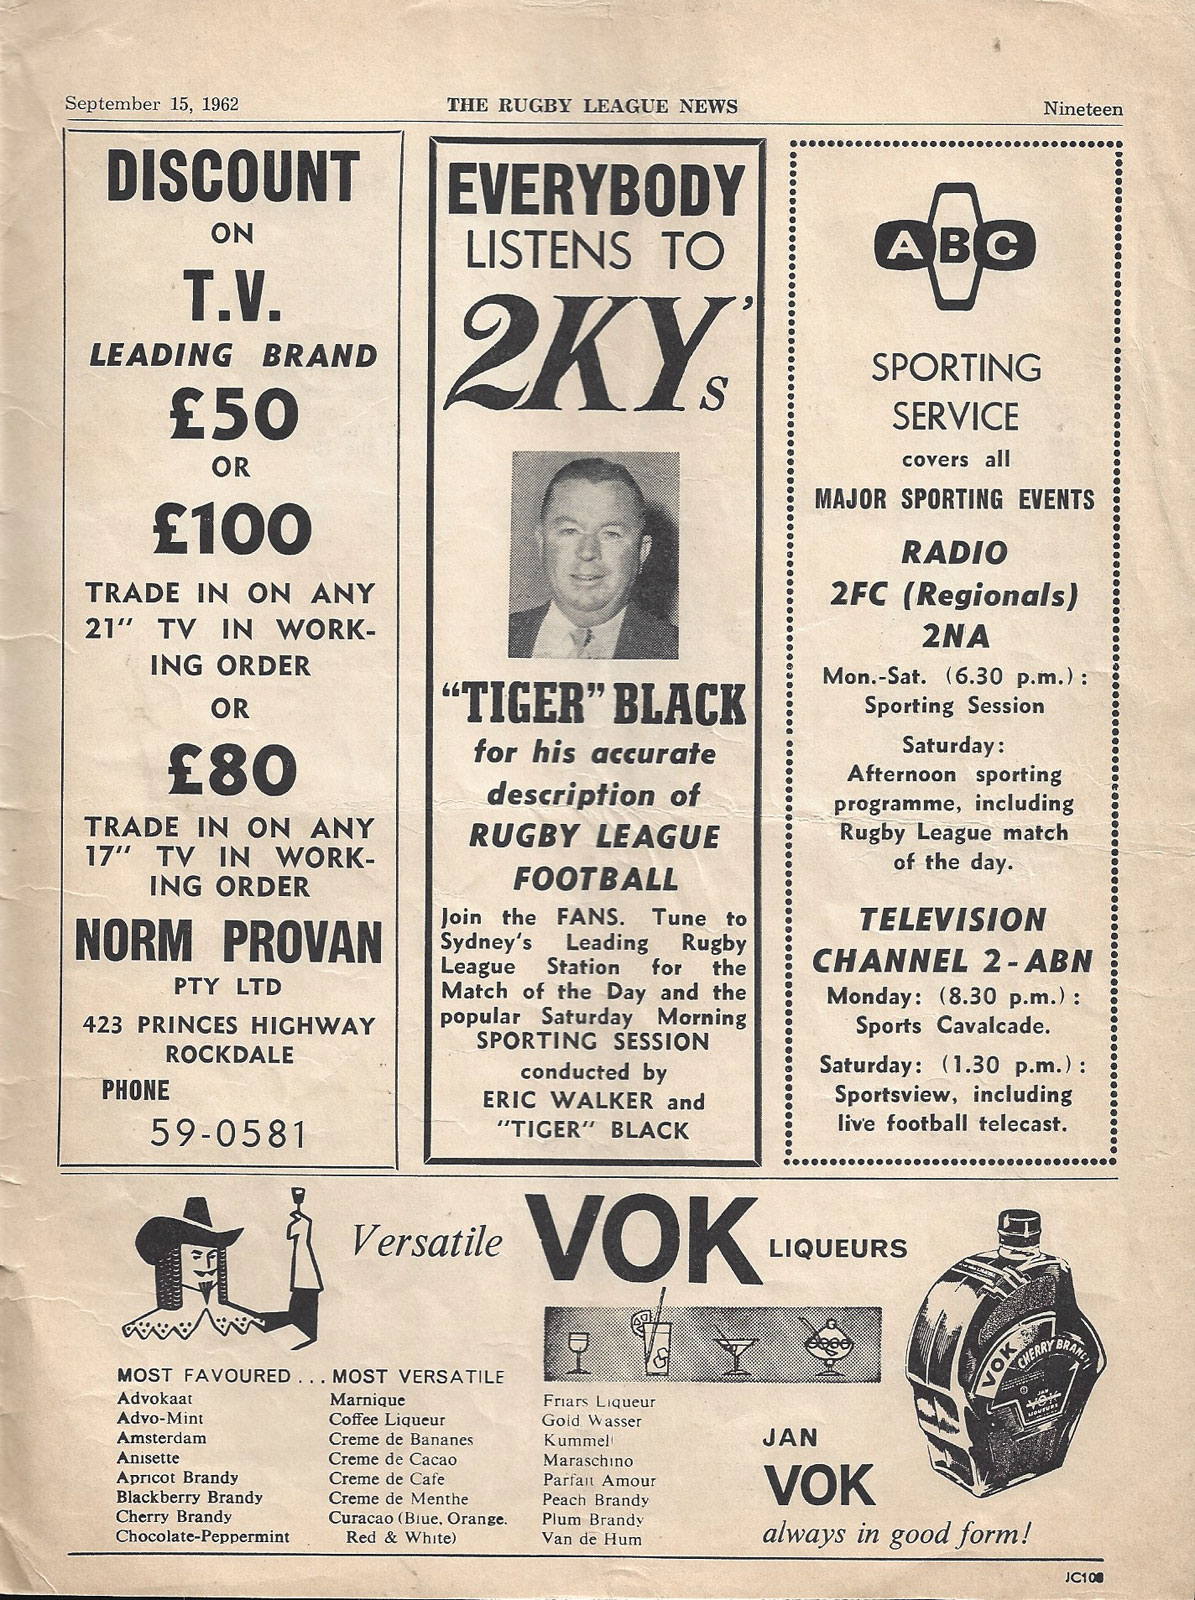 September 15, 1962
THE RUGBY LEAGUE NEWS
Nineteen
DISCOUNT
ON
T.V.
LEADING BRAND
£50
OR
£100
TRADE IN ON ANY
21" TV IN WORK-
ING ORDER
OR
£80
TRADE IN ON ANY
17" TV IN WORK-
ING ORDER
NORM PROVAN
PTY LTD
423 PRINCES HIGHWAY
ROCKDALE
PHONE
59-0581
EVERYBODY
LISTENS TO
2KY's
"TIGER" BLACK
for his accurate
description of
RUGBY LEAGUE
FOOTBALL
Join the FANS. Tune to
Sydney's Leading Rugby
League Station for the
Match of the Day and the
popular Saturday Morning
SPORTING SESSION
conducted by
ERIC WALKER and
"TIGER" BLACK
ABC
SPORTING
SERVICE
covers all
MAJOR SPORTING EVENTS
RADIO
2FC (Regionals)
2NA
Mon.-Sat. (6.30 p.m.):
Sporting Session
Saturday:
Afternoon sporting
programme, including
Rugby League match
of the day.
TELEVISION
CHANNEL 2-ABN
Monday: (8.30 p.m.):
Sports Cavalcade.
Saturday: (1.30 p.m.):
Sportsview, including
live football telecast.
Versatile VOK LIQUEURS
MOST FAVOURED ... MOST VERSATILE
Advokaat
Advo-Mint
Amsterdam
Anisette
Apricot Brandy
Blackberry Brandy
Cherry Brandy
Chocolate-Peppermint
Marnique
Coffee Liqueur
Creme de Bananes
Creme de Cacao
Creme de Cafe
Creme de Menthe
Curacao (Blue, Orange,
Red & White)
Friars Liqueur
Gold Wasser
Kummel
Maraschino
Parfait Amour
Peach Brandy
Plum Brandy
Van de Hum
VOK
CHERRY BRANDY
JAN
VOK
LIQUEURS
JAN
VOK
always in good form!